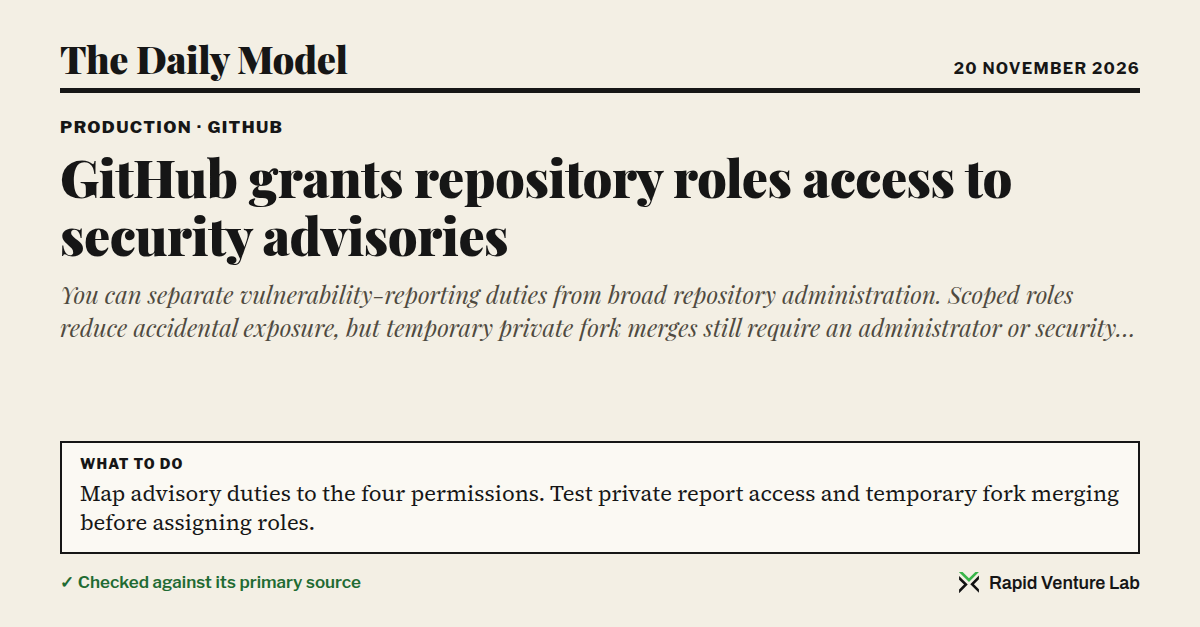 The Daily Model
20 NOVEMBER 2026
PRODUCTION · GITHUB
GitHub grants repository roles access to
security advisories
You can separate vulnerability-reporting duties from broad repository administration. Scoped roles
reduce accidental exposure, but temporary private fork merges still require an administrator or security...
WHAT TO DO
Map advisory duties to the four permissions. Test private report access and temporary fork merging
before assigning roles.
✓ Checked against its primary source
Rapid Venture Lab